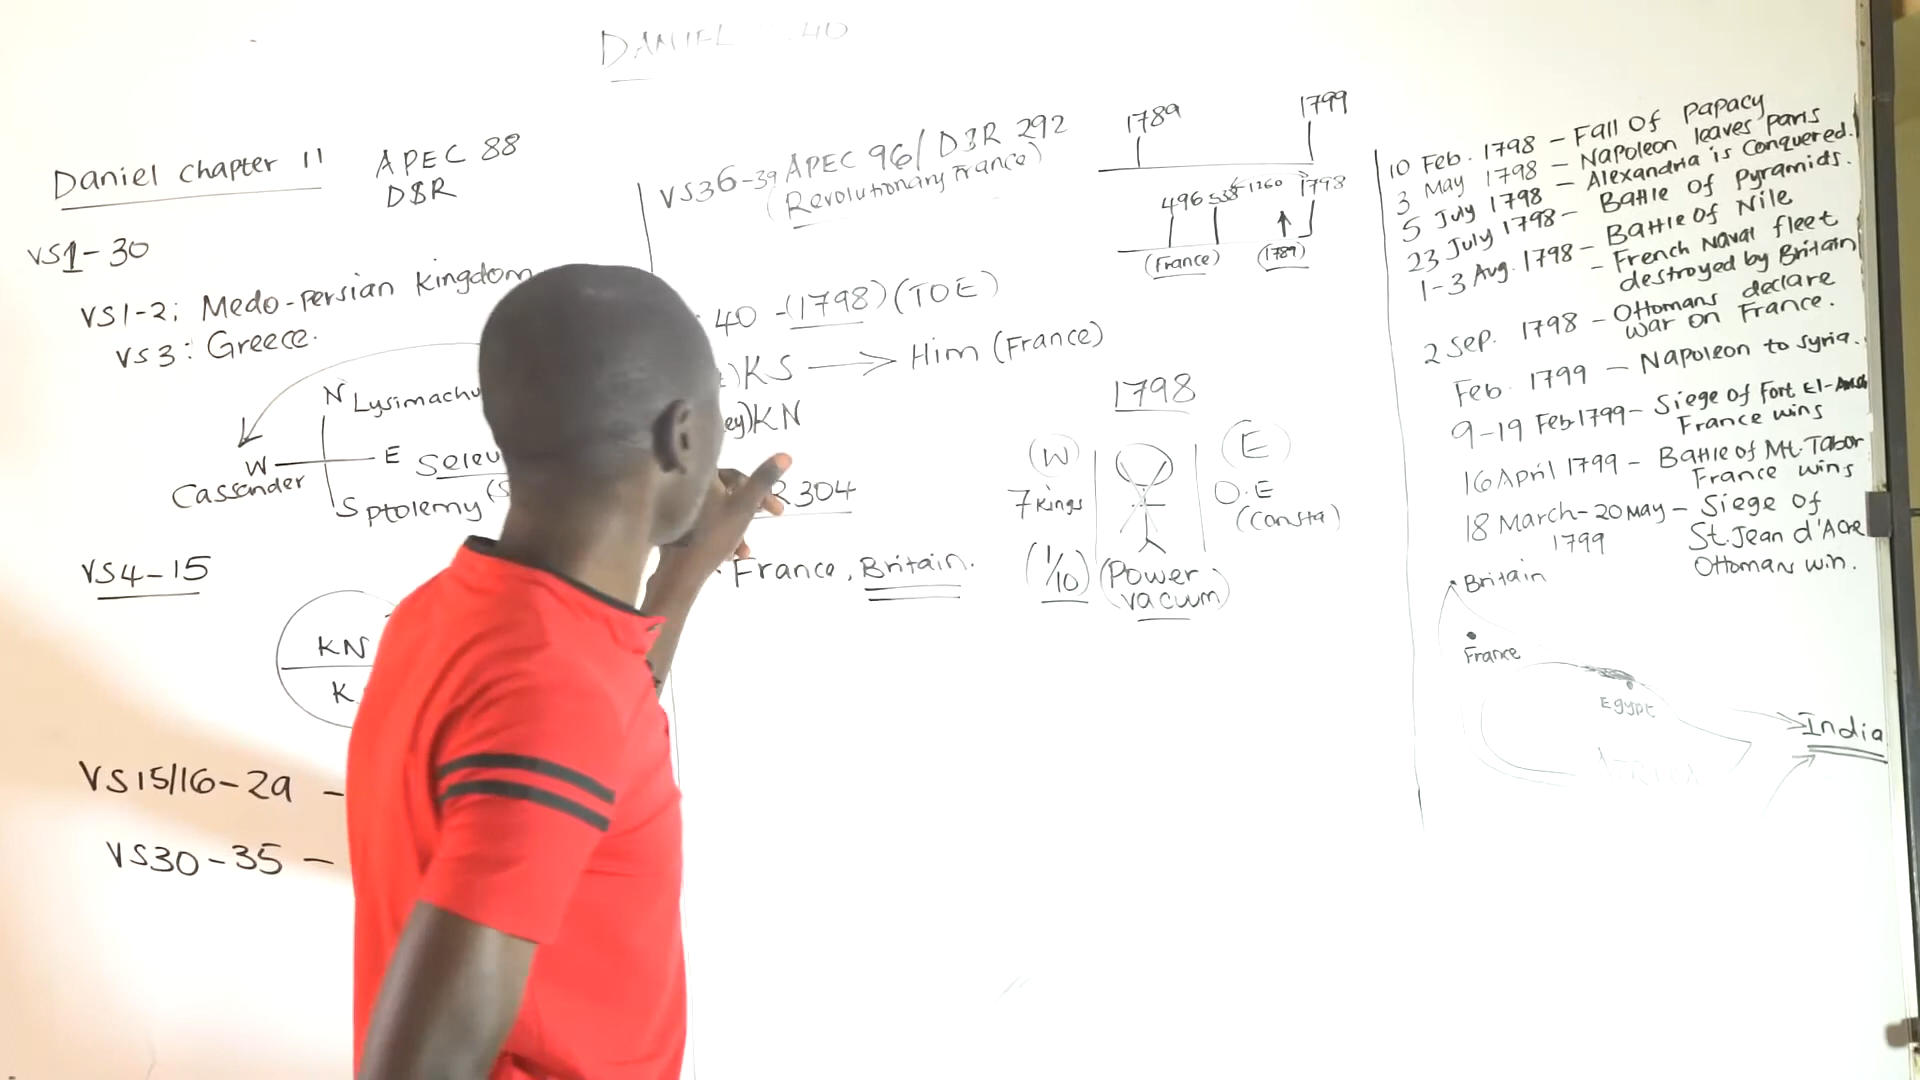 DANIEL 40
Daniel chapter 11
APEC 88
D&R
VS1-30
VS1-2; Medo-persian Kingdom
VS3: Greece.
N Lysimachu
W
E Seleu
Cassander
S ptolemy (S
VS4-15
KN
K
VS15/16-29 -
VS30-35 -
VS36-39 APEC 96/ D&R 292
(Revolutionary France)
40 -(1798) (TOE)
)KS → Him (France)
ey)KN
R 304
France, Britain.
1789
1799
496 538 1260 1798
(France)
(1789)
1798
(W)
(E)
7 Kings
O.E
(Consta)
(1/10)
(Power
vacuum)
10 Feb. 1798 - Fall Of Papacy
3 May 1798 - Napoleon leaves paris
5 July 1798 - Alexandria is Conquered.
23 July 1798 - Battle Of Pyramids.
1-3 Aug. 1798 - Battle Of Nile
- French Naval fleet
destroyed by Britain
2 Sep. 1798 - Ottomans declare
war on France.
Feb. 1799 - Napoleon to Syria.
9-19 Feb 1799 - Siege of Fort El-
France wins
16 April 1799 - Battle of Mt. Tabor
France wins
18 March - 20 May - Siege of
1799 St. Jean d'Acre
Ottomans win.
Britain
France
Egypt
India